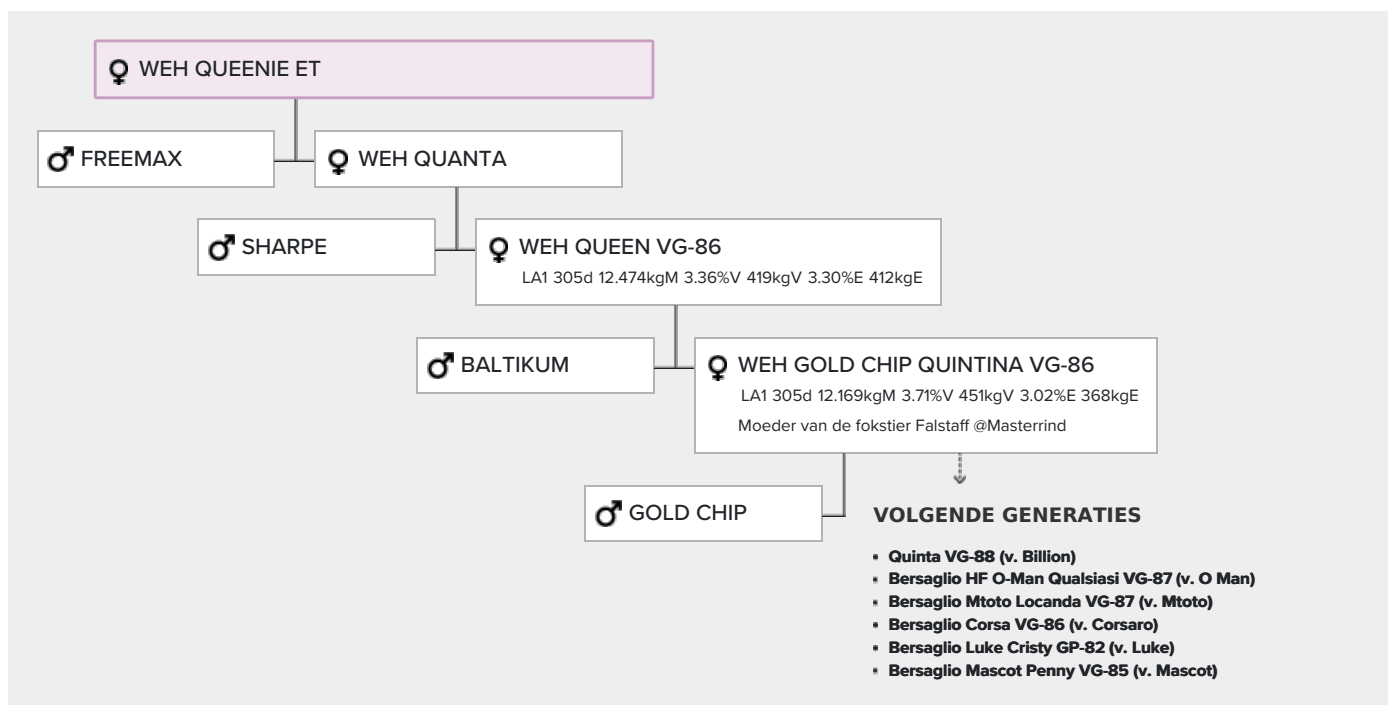 WEH QUEENIE ET
FREEMAX
WEH QUANTA
SHARPE
WEH QUEEN VG-86
LA1 305d 12.474kgM 3.36%V 419kgV 3.30%E 412kgE
BALTIKUM
WEH GOLD CHIP QUINTINA VG-86
LA1 305d 12.169kgM 3.71%V 451kgV 3.02%E 368kgE
Moeder van de fokstier Falstaff @Masterrind
GOLD CHIP
VOLGENDE GENERATIES
Quinta VG-88 (v. Billion)
Bersaglio HF O-Man Qualsiasi VG-87 (v. O Man)
Bersaglio Mtoto Locanda VG-87 (v. Mtoto)
Bersaglio Corsa VG-86 (v. Corsaro)
Bersaglio Luke Cristy GP-82 (v. Luke)
Bersaglio Mascot Penny VG-85 (v. Mascot)